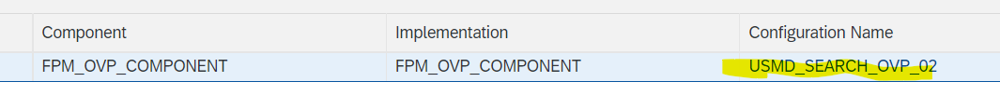 Component Implementation Configuration Name
FPM_OVP_COMPONENT FPM_OVP_COMPONENT USMD_SEARCH_OVP_02